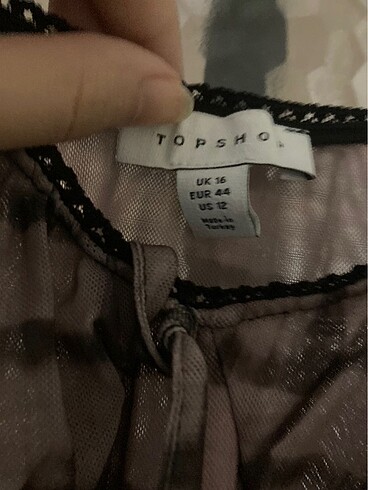 TOPSHO
UK 16
EUR 44
US 12
Made in
Turkey